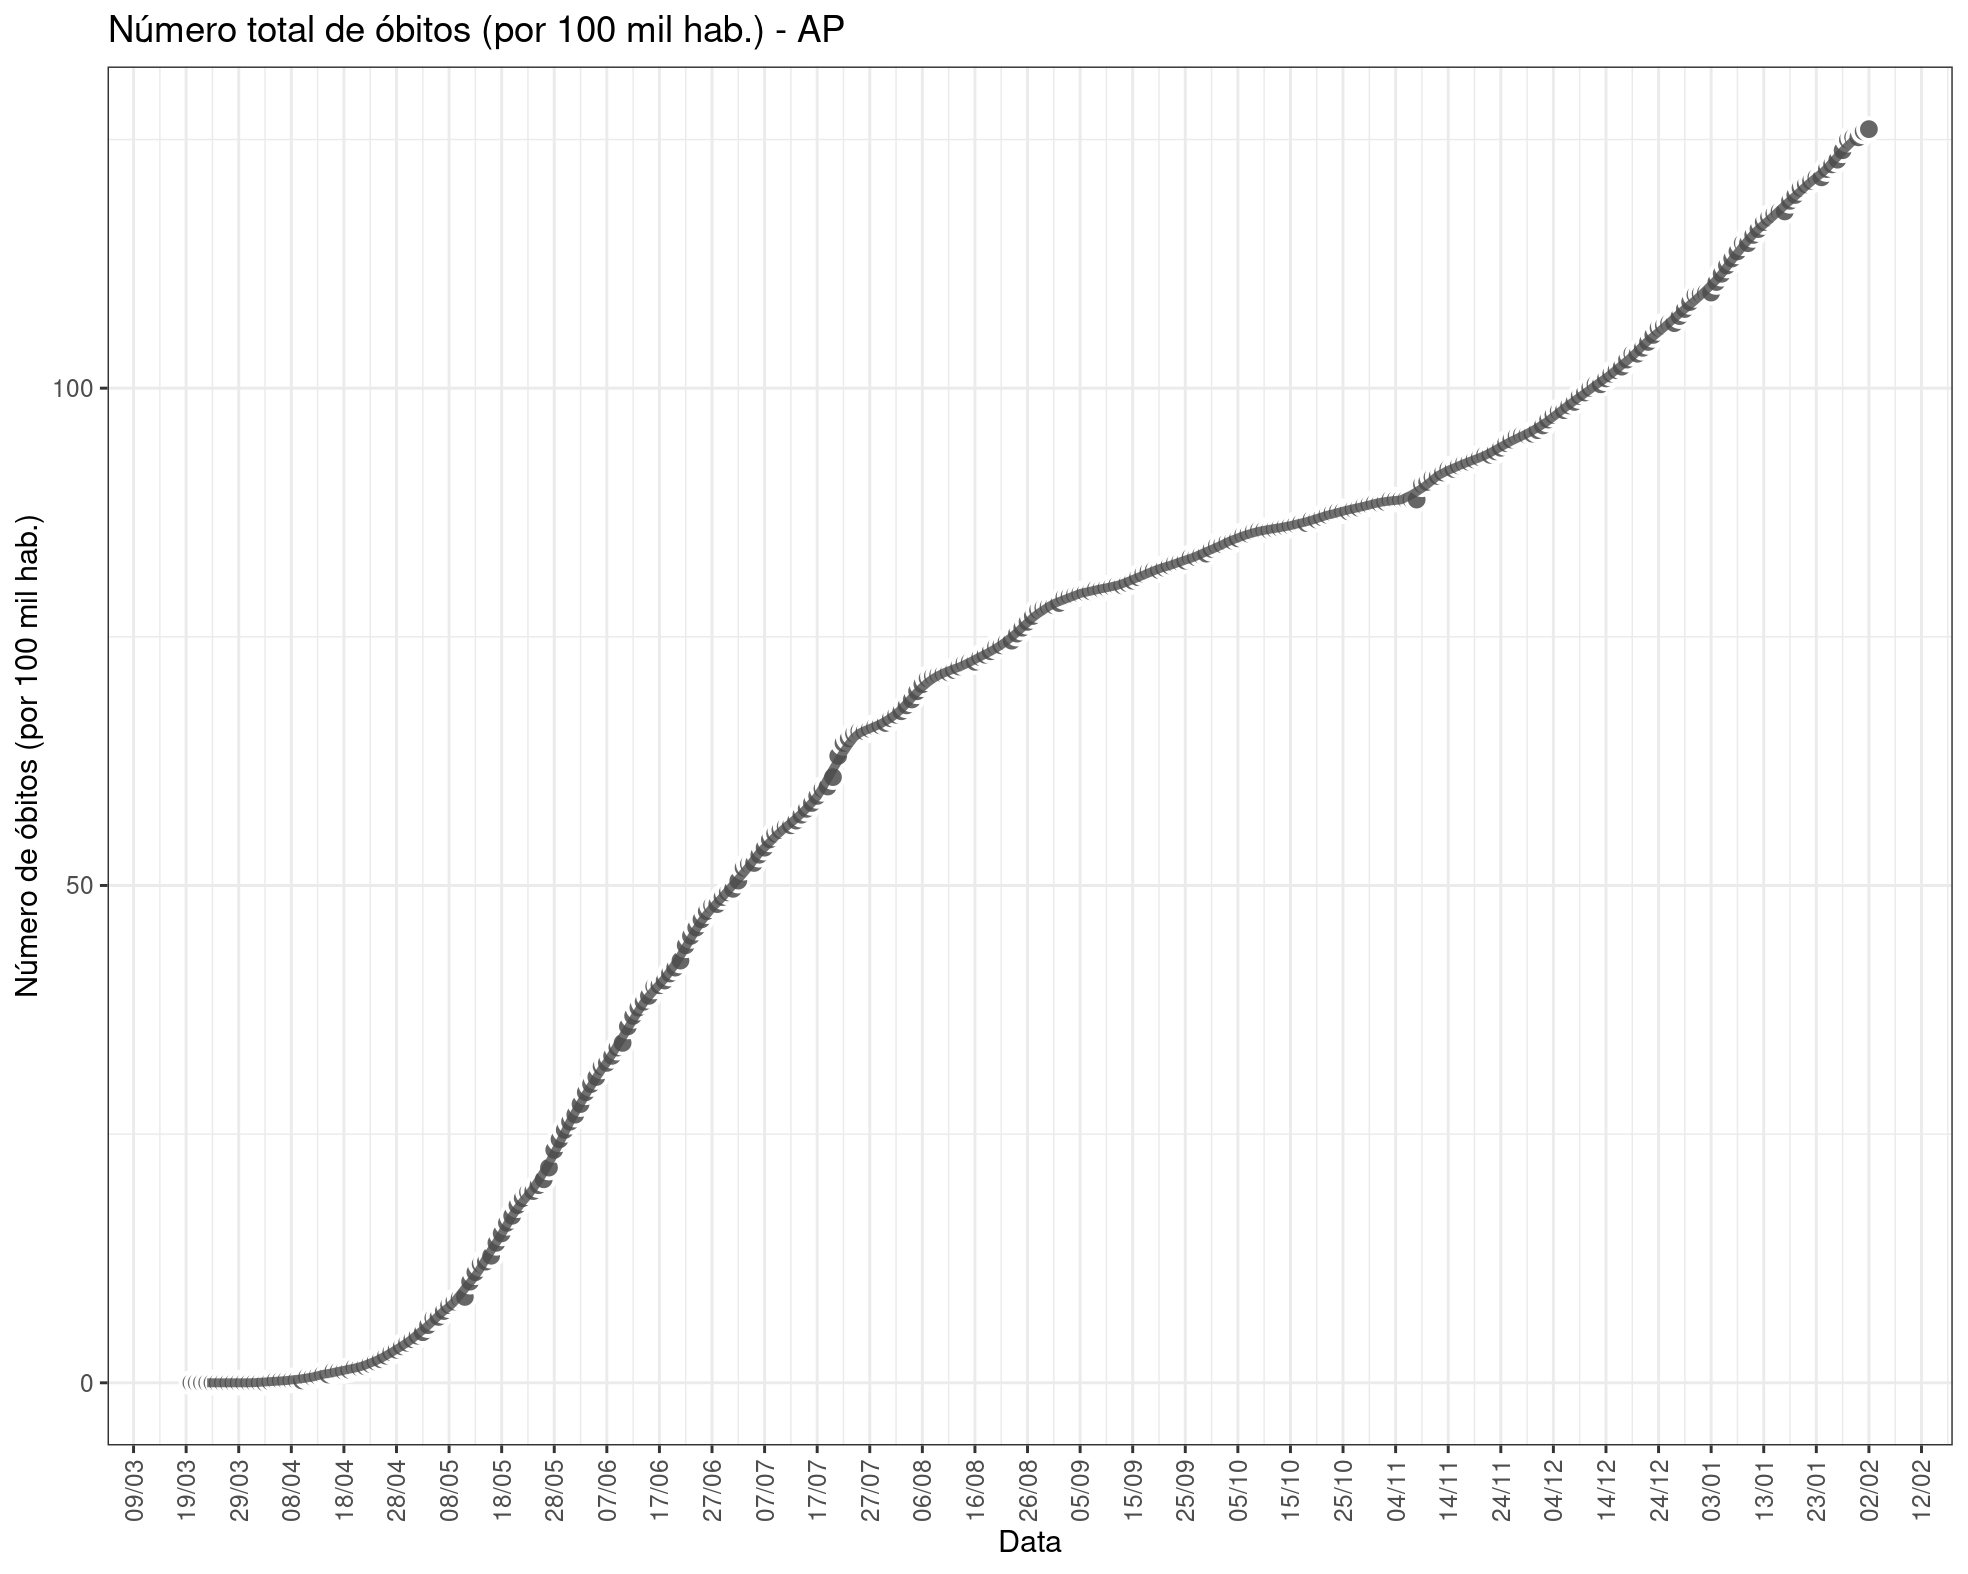 Número total de óbitos (por 100 mil hab.) - AP
Número de óbitos (por 100 mil hab.)
100
50
0
09/03 19/03 29/03 08/04 18/04 28/04 08/05 18/05 28/05 07/06 17/06 27/06 07/07 17/07 27/07 06/08 16/08 26/08 05/09 15/09 25/09 05/10 15/10 25/10 04/11 14/11 24/11 04/12 14/12 24/12 03/01 13/01 23/01 02/02 12/02
Data